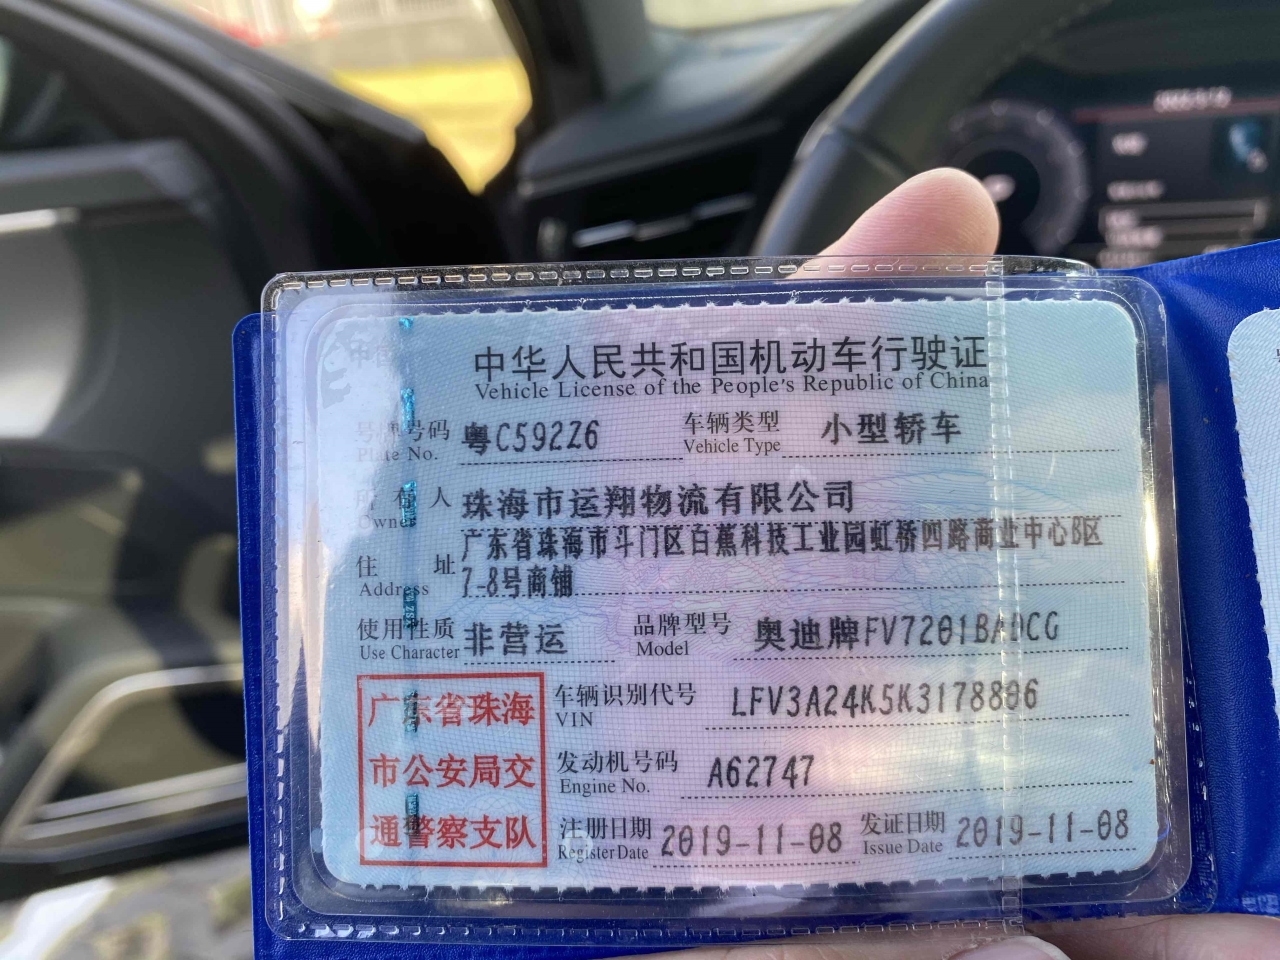 中华人民共和国机动车行驶证
Vehicle License of the People's Republic of China
号牌号码 粤C592Z6 车辆类型 小型轿车
Plate No. Vehicle Type
所有人 珠海市运翔物流有限公司
Owner
广东省珠海市斗门区白蕉科技工业园虹桥四路商业中心B区
住址 7-8号商铺
Address
使用性质 非营运 品牌型号 奥迪牌FV7201BADCG
Use Character Model
广东省珠海
市公安局交
通警察支队
车辆识别代号 LFV3A24K5K3178806
VIN
发动机号码 A62747
Engine No.
注册日期 2019-11-08 发证日期 2019-11-08
Register Date Issue Date